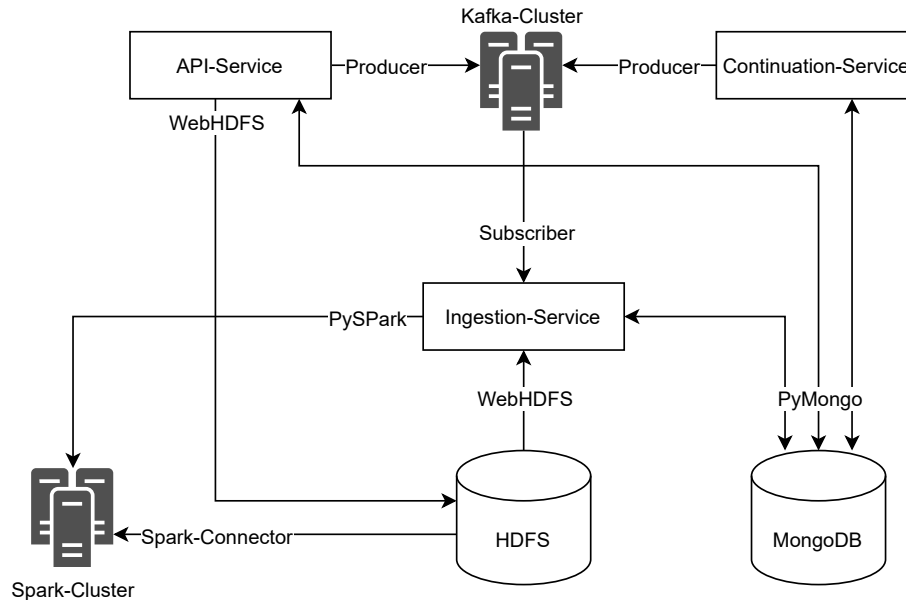 Kafka-Cluster
API-Service
Producer
Producer
Continuation-Service
WebHDFS
Subscriber
PySPark
Ingestion-Service
WebHDFS
PyMongo
Spark-Connector
HDFS
MongoDB
Spark-Cluster